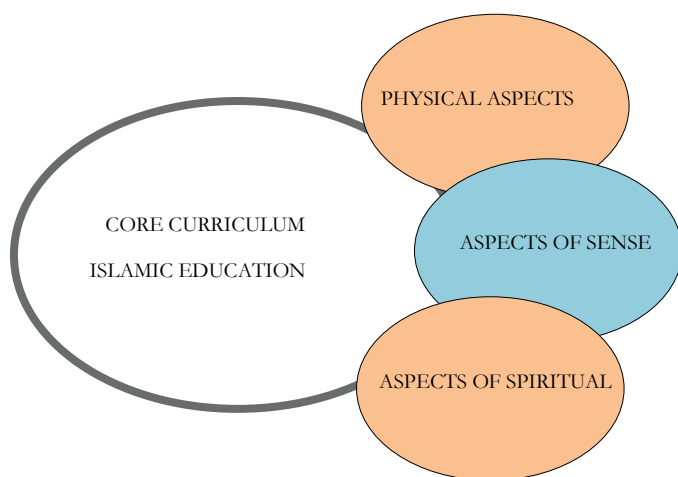 PHYSICAL ASPECTS
CORE CURRICULUM
ISLAMIC EDUCATION
ASPECTS OF SENSE
ASPECTS OF SPIRITUAL